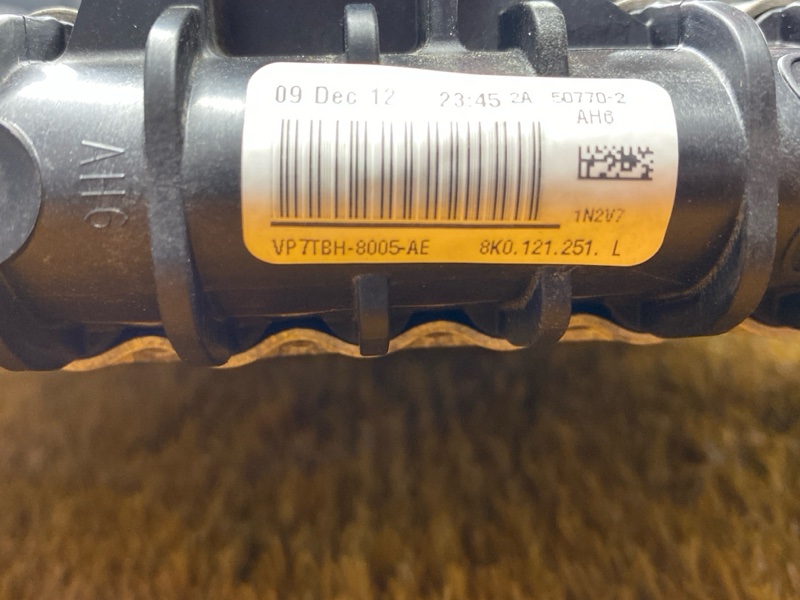 09 Dec 12 23:45 2A 50770-2
AH6
1N2V7
VP7TBH-8005-AE 8K0.121.251. L
AH6